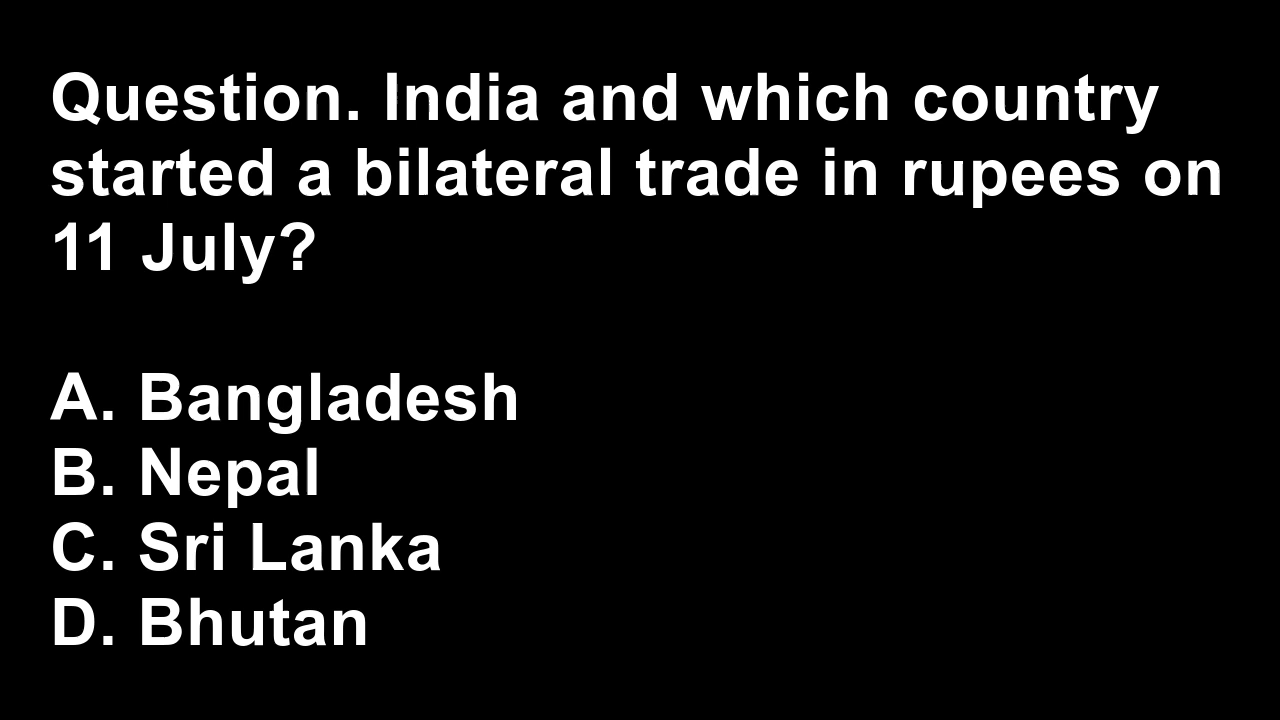 Question. India and which country
started a bilateral trade in rupees on
11 July?
A. Bangladesh
B. Nepal
C. Sri Lanka
D. Bhutan